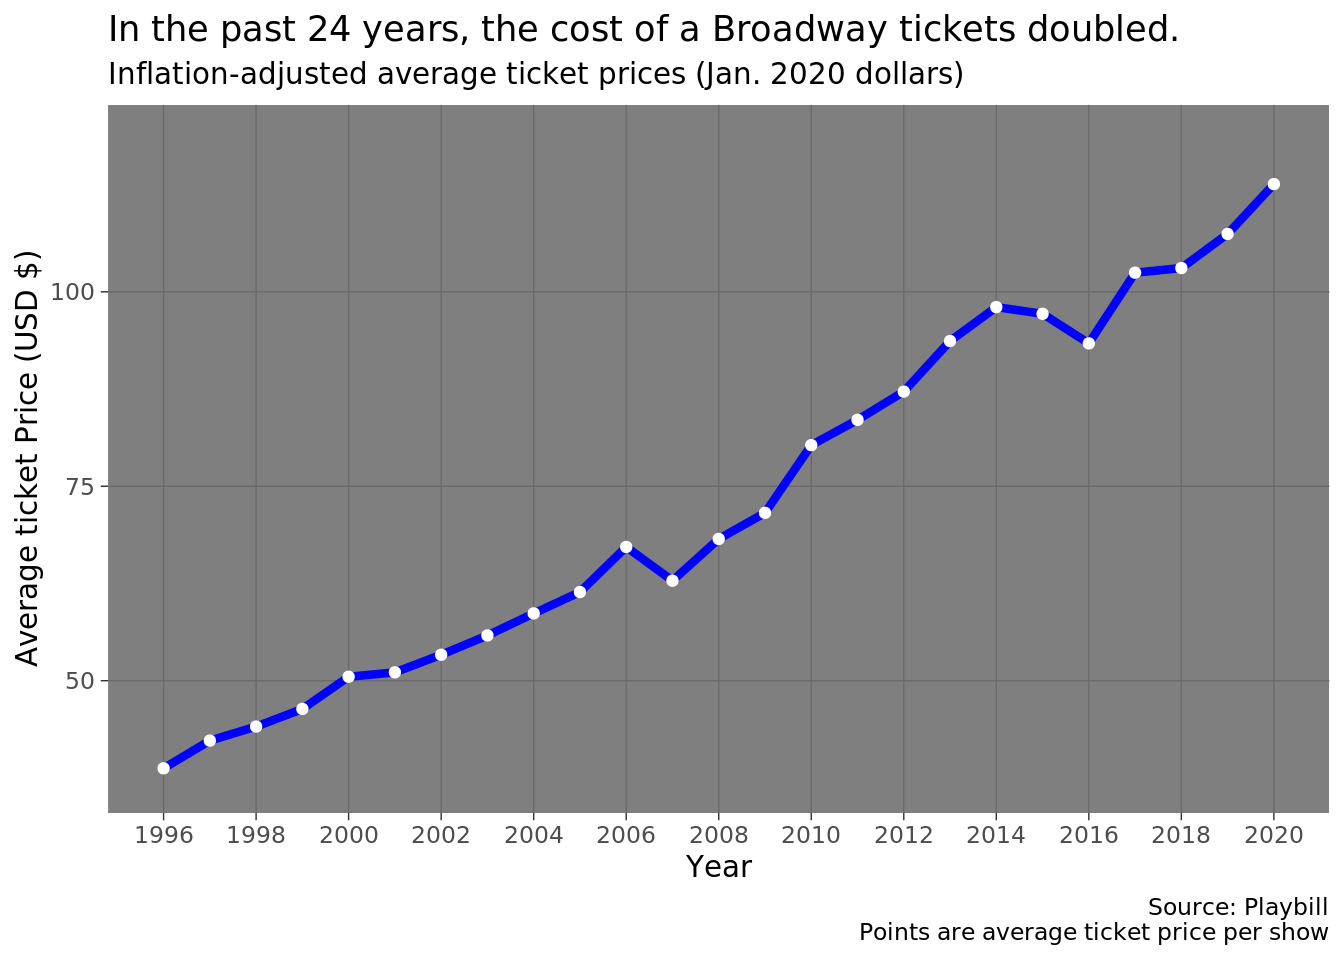 In the past 24 years, the cost of a Broadway tickets doubled.
Inflation-adjusted average ticket prices (Jan. 2020 dollars)
Average ticket Price (USD $)
100
75
50
1996 1998 2000 2002 2004 2006 2008 2010 2012 2014 2016 2018 2020
Year
Source: Playbill
Points are average ticket price per show